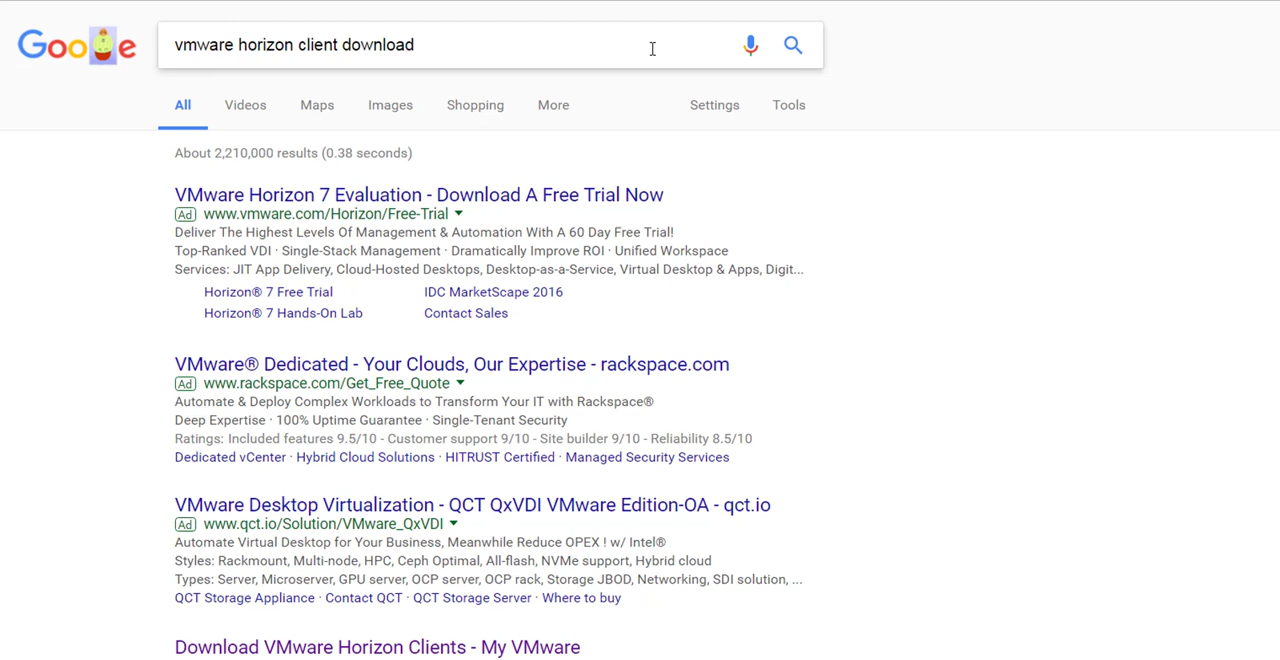 Google
vmware horizon client download
All Videos Maps Images Shopping More Settings Tools
About 2,210,000 results (0.38 seconds)
VMware Horizon 7 Evaluation - Download A Free Trial Now
Ad www.vmware.com/Horizon/Free-Trial
Deliver The Highest Levels Of Management & Automation With A 60 Day Free Trial!
Top-Ranked VDI · Single-Stack Management · Dramatically Improve ROI · Unified Workspace
Services: JIT App Delivery, Cloud-Hosted Desktops, Desktop-as-a-Service, Virtual Desktop & Apps, Digit...
Horizon® 7 Free Trial IDC MarketScape 2016
Horizon® 7 Hands-On Lab Contact Sales
VMware® Dedicated - Your Clouds, Our Expertise - rackspace.com
Ad www.rackspace.com/Get_Free_Quote
Automate & Deploy Complex Workloads to Transform Your IT with Rackspace®
Deep Expertise · 100% Uptime Guarantee · Single-Tenant Security
Ratings: Included features 9.5/10 - Customer support 9/10 - Site builder 9/10 - Reliability 8.5/10
Dedicated vCenter · Hybrid Cloud Solutions · HITRUST Certified · Managed Security Services
VMware Desktop Virtualization - QCT QxVDI VMware Edition-OA - qct.io
Ad www.qct.io/Solution/VMware_QxVDI
Automate Virtual Desktop for Your Business, Meanwhile Reduce OPEX ! w/ Intel®
Styles: Rackmount, Multi-node, HPC, Ceph Optimal, All-flash, NVMe support, Hybrid cloud
Types: Server, Microserver, GPU server, OCP server, OCP rack, Storage JBOD, Networking, SDI solution, ...
QCT Storage Appliance · Contact QCT · QCT Storage Server · Where to buy
Download VMware Horizon Clients - My VMware